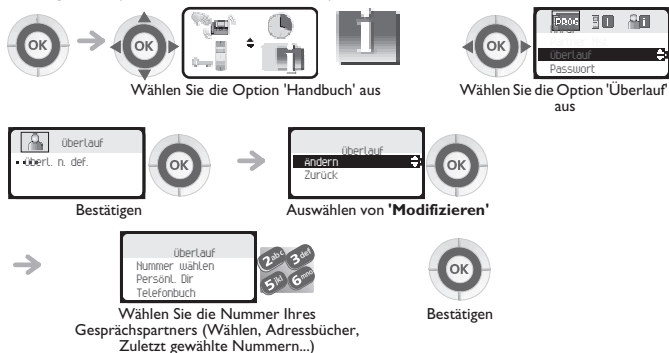 OK
OK
Wählen Sie die Option 'Handbuch' aus
PROG
OK
überlauf
Passwort
Wählen Sie die Option 'Überlauf'
aus
überlauf
Überl. n. def.
OK
Bestätigen
überlauf
Ändern
Zurück
OK
Auswählen von 'Modifizieren'
überlauf
Nummer wählen
Persönl. Dir
Telefonbuch
2abc 3def
5jkl 6mno
Wählen Sie die Nummer Ihres
Gesprächspartners (Wählen, Adressbücher,
Zuletzt gewählte Nummern...)
OK
Bestätigen